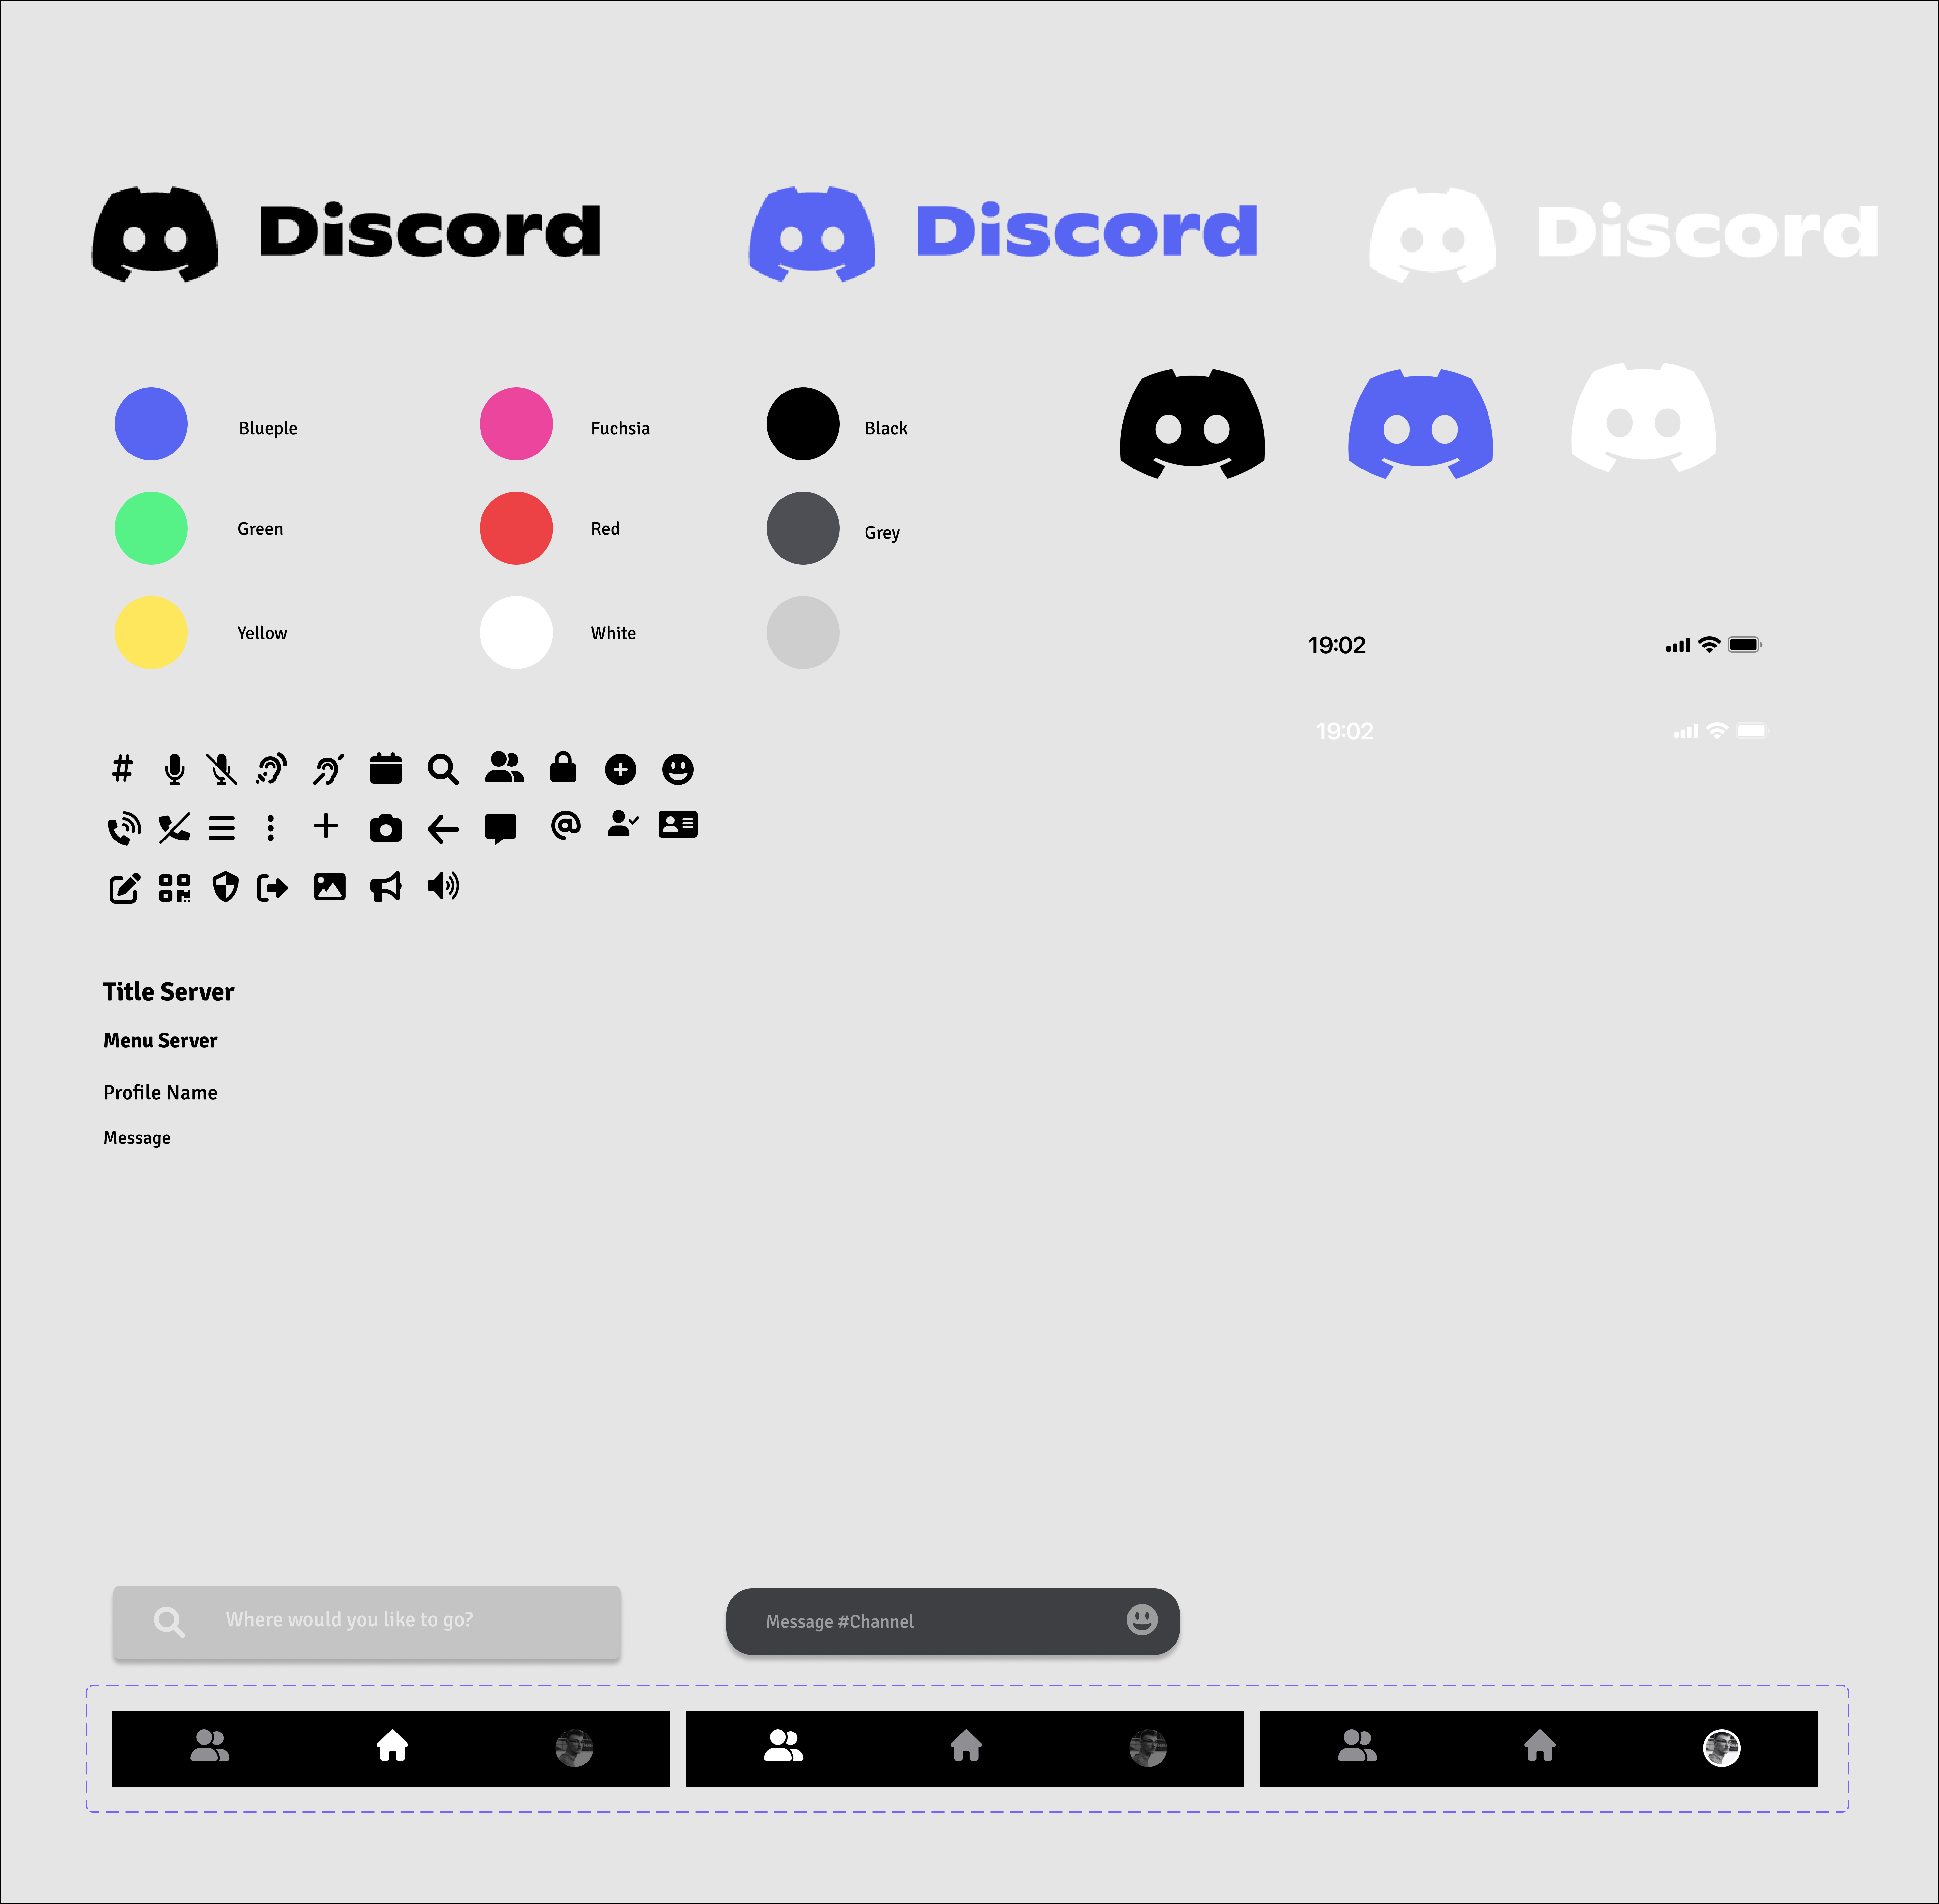 Discord
Discord
Discord
Blueple
Fuchsia
Black
Green
Red
Grey
Yellow
White
19:02
19:02
Title Server
Menu Server
Profile Name
Message
Where would you like to go?
Message #Channel